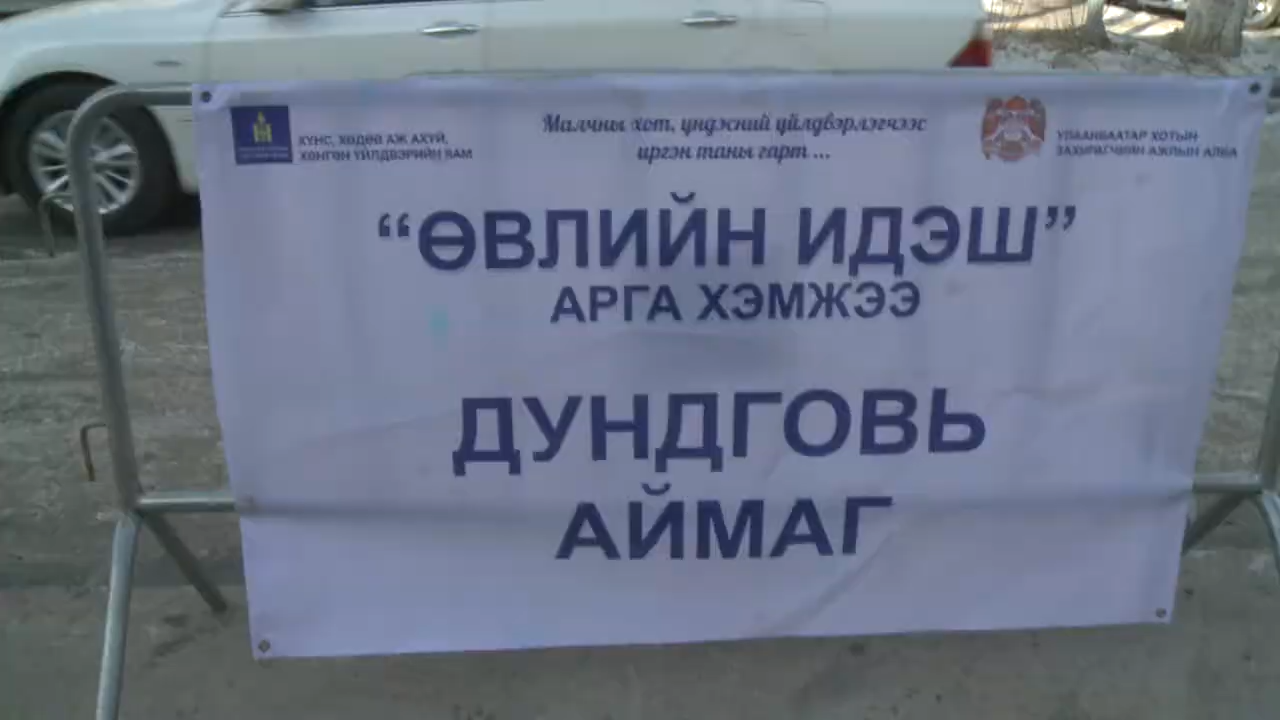 ХҮНС, ХӨДӨӨ АЖ АХУЙ,
ХӨНГӨН ҮЙЛДВЭРИЙН ЯАМ
Малчны хот, үндэсний үйлдвэрлэгчээс
иргэн таны гарт ...
УЛААНБААТАР ХОТЫН
ЗАХИРАГЧИЙН АЖЛЫН АЛБА
“ӨВЛИЙН ИДЭШ”
АРГА ХЭМЖЭЭ
ДУНДГОВЬ
АЙМАГ